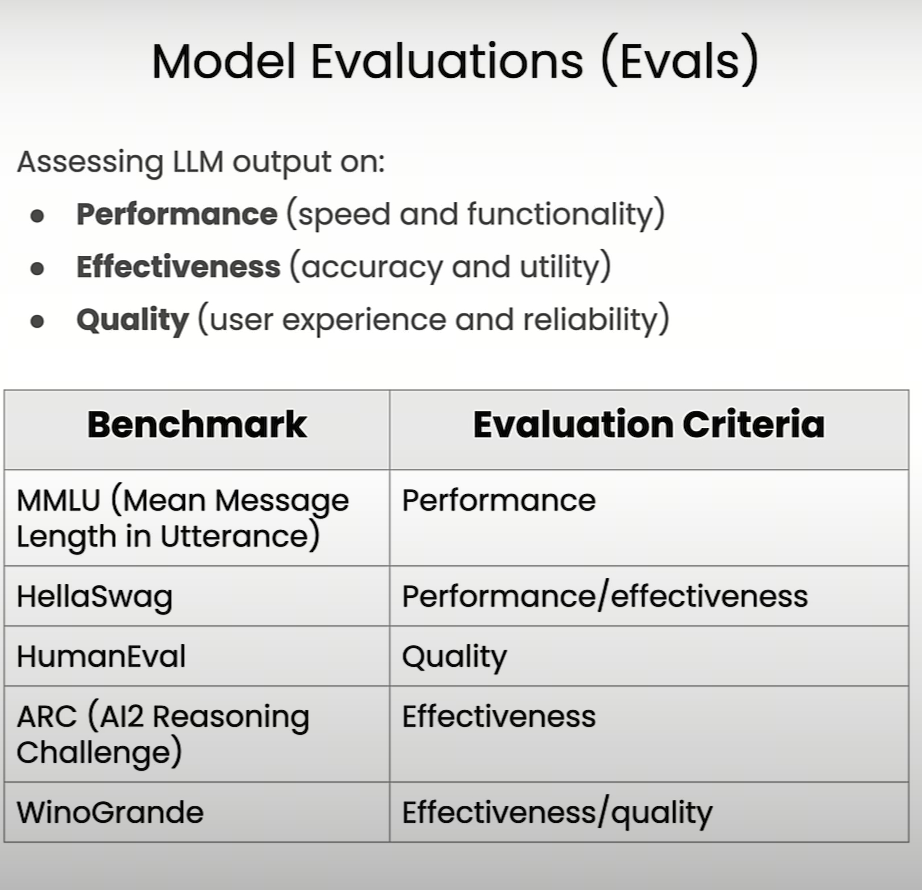 Model Evaluations (Evals)
Assessing LLM output on:
● Performance (speed and functionality)
● Effectiveness (accuracy and utility)
● Quality (user experience and reliability)
Benchmark Evaluation Criteria
MMLU (Mean Message Performance
Length in Utterance)
HellaSwag Performance/effectiveness
HumanEval Quality
ARC (AI2 Reasoning Effectiveness
Challenge)
WinoGrande Effectiveness/quality